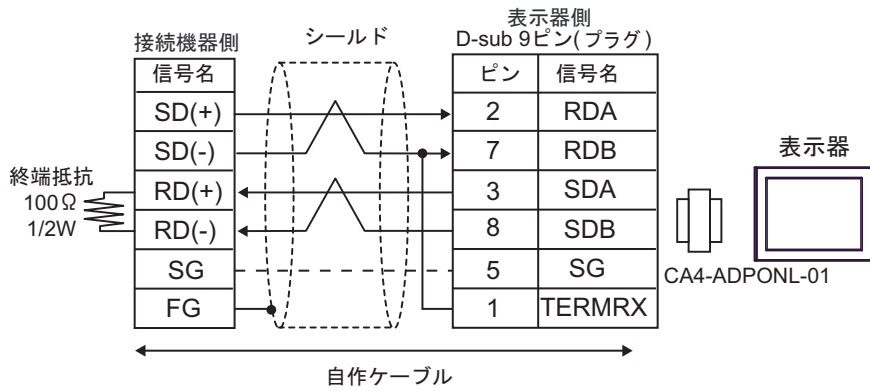 表示器側
シールド
D-sub 9ピン(プラグ)
接続機器側
信号名
ピン 信号名
SD(+) 2 RDA
SD(-) 7 RDB
表示器
終端抵抗
100Ω
1/2W
RD(+) 3 SDA
RD(-) 8 SDB
SG 5 SG
CA4-ADPONL-01
FG 1 TERMRX
自作ケーブル